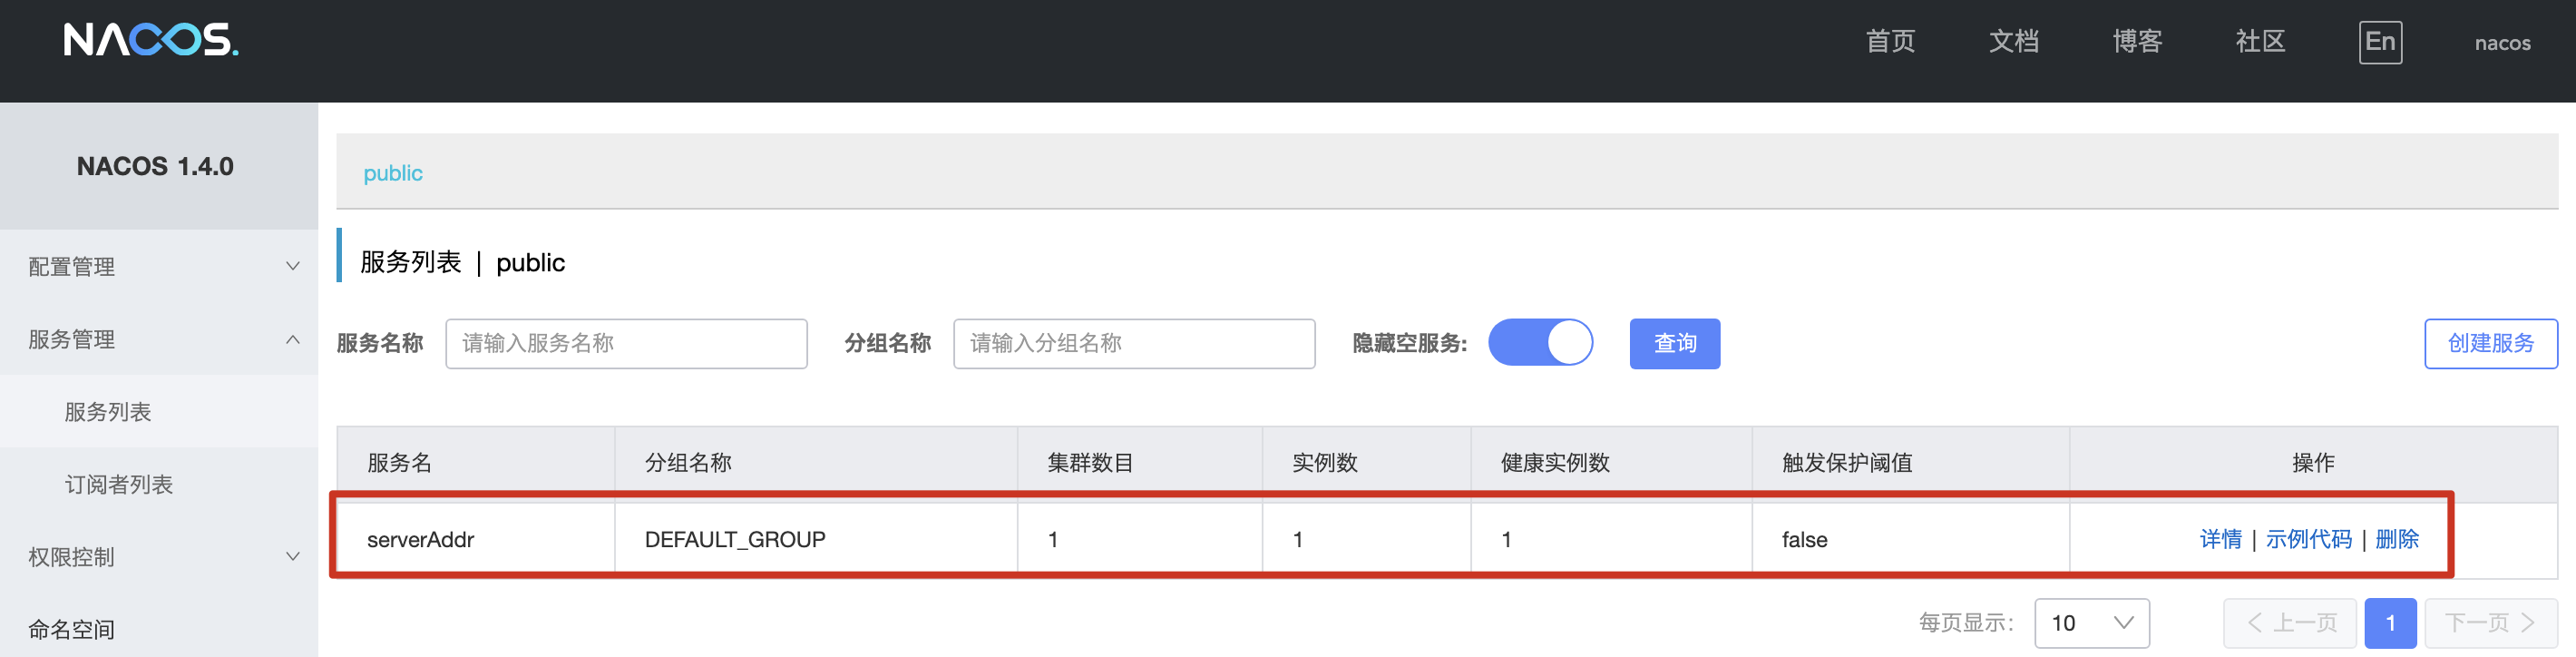 NACOS.
首页 文档 博客 社区 En nacos
NACOS 1.4.0
配置管理
服务管理
服务列表
订阅者列表
权限控制
命名空间
public
服务列表 | public
服务名称 请输入服务名称 分组名称 请输入分组名称 隐藏空服务: 查询 创建服务
服务名 分组名称 集群数目 实例数 健康实例数 触发保护阈值 操作
serverAddr DEFAULT_GROUP 1 1 1 false 详情 | 示例代码 | 删除
每页显示: 10 上一页 1 下一页